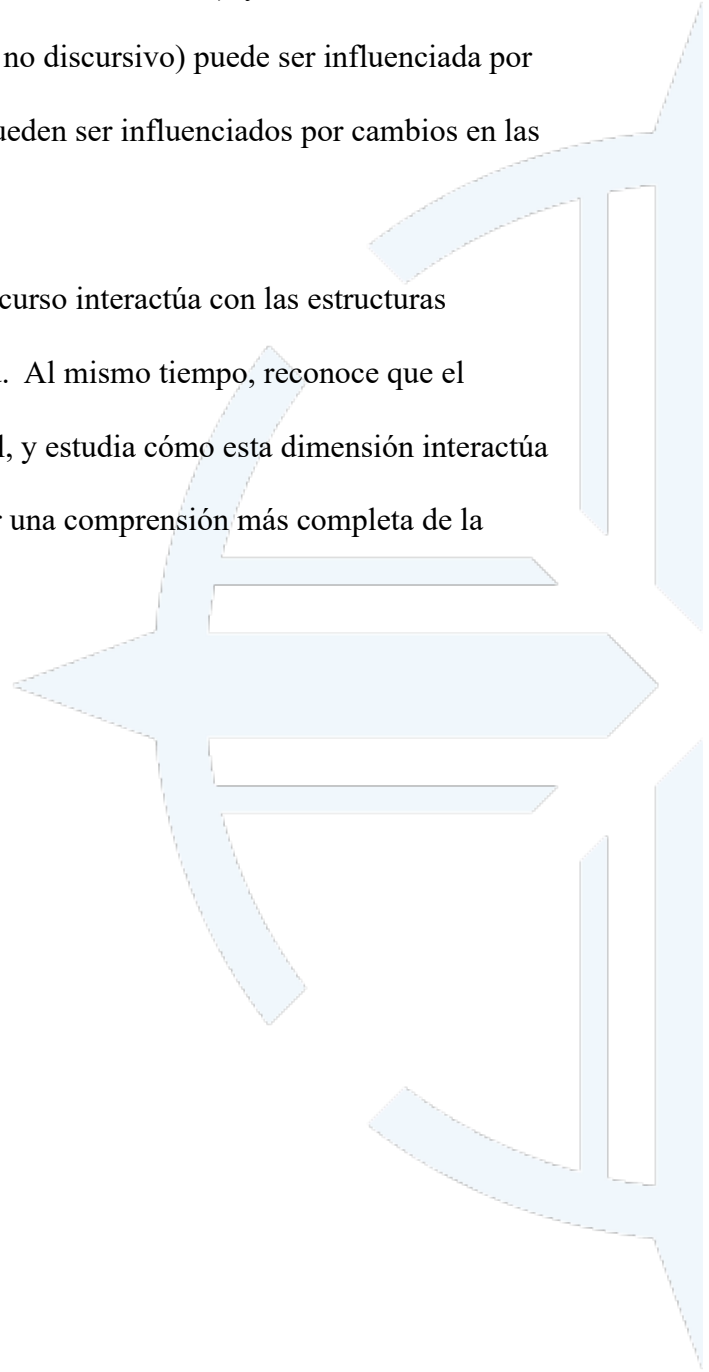 no discursivo) puede ser influenciada por
ueden ser influenciados por cambios en las
curso interactúa con las estructuras
. Al mismo tiempo, reconoce que el
l, y estudia cómo esta dimensión interactúa
r una comprensión más completa de la